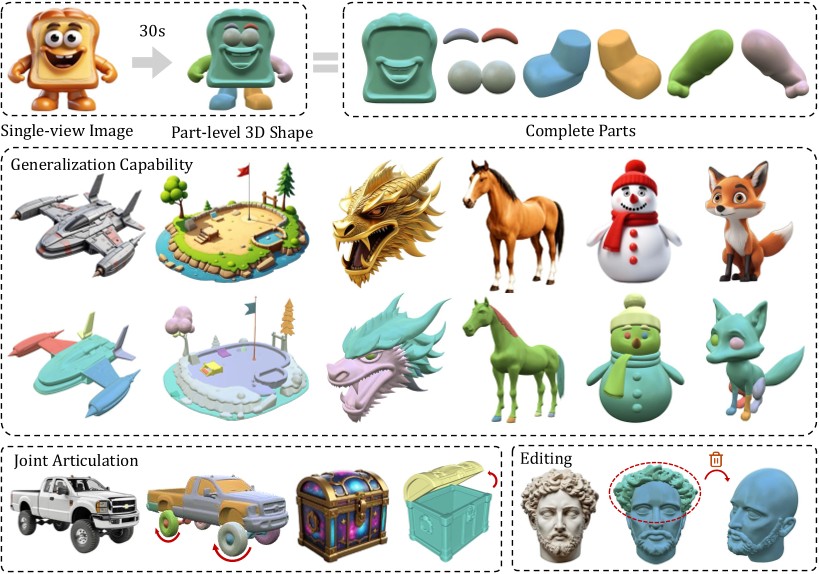 30s
Single-view Image
Part-level 3D Shape
Complete Parts
Generalization Capability
Joint Articulation
Editing